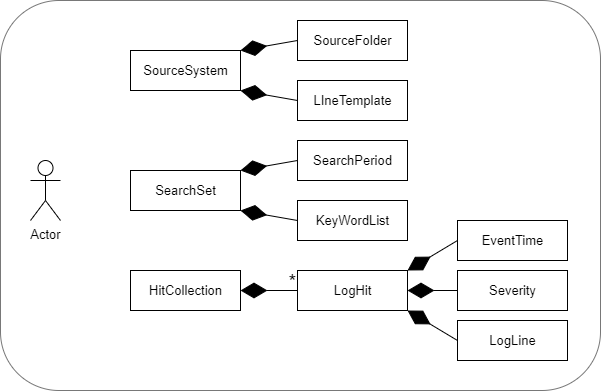 SourceFolder
SourceSystem
LIneTemplate
SearchPeriod
SearchSet
KeyWordList
Actor
EventTime
HitCollection
*
LogHit
Severity
LogLine